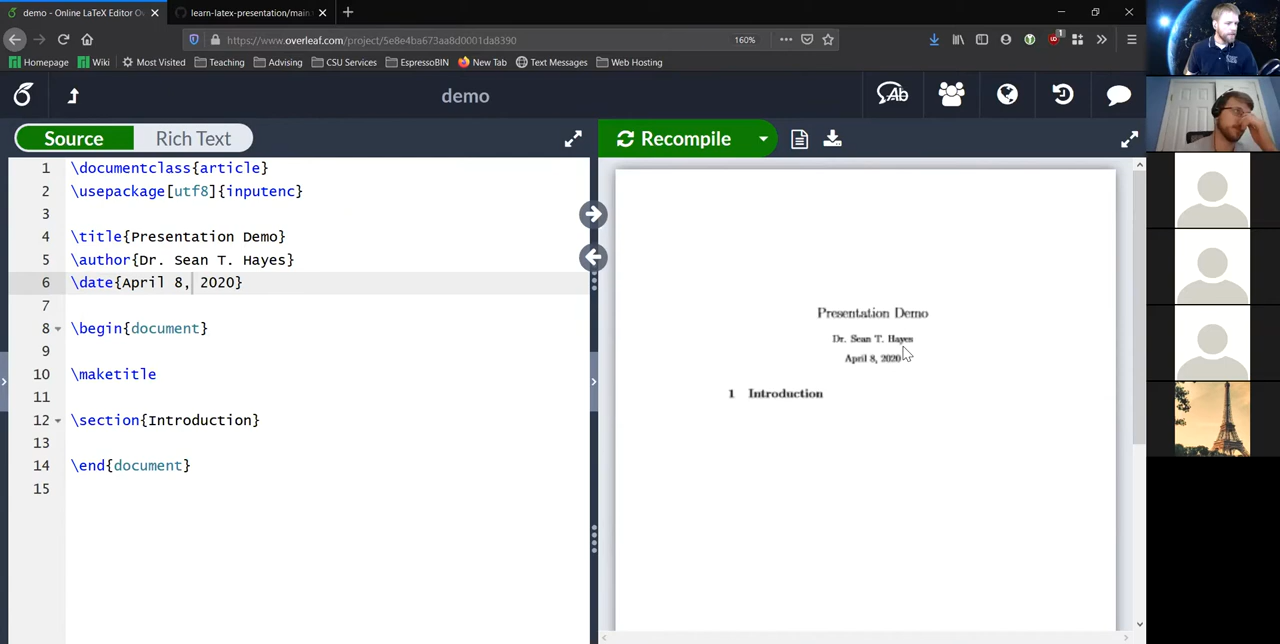 demo - Online LaTeX Editor Ov
learn-latex-presentation/main
https://www.overleaf.com/project/5e8e4ba673aa8d0001da8390
160%
1
Homepage
Wiki
Most Visited
Teaching
Advising
CSU Services
EspressoBIN
New Tab
Text Messages
Web Hosting
demo
Source
Rich Text
Recompile
1 \documentclass{article}
2 \usepackage[utf8]{inputenc}
3
4 \title{Presentation Demo}
5 \author{Dr. Sean T. Hayes}
6 \date{April 8, 2020}
7
8 \begin{document}
9
10 \maketitle
11
12 \section{Introduction}
13
14 \end{document}
15
Presentation Demo
Dr. Sean T. Hayes
April 8, 2020
1 Introduction